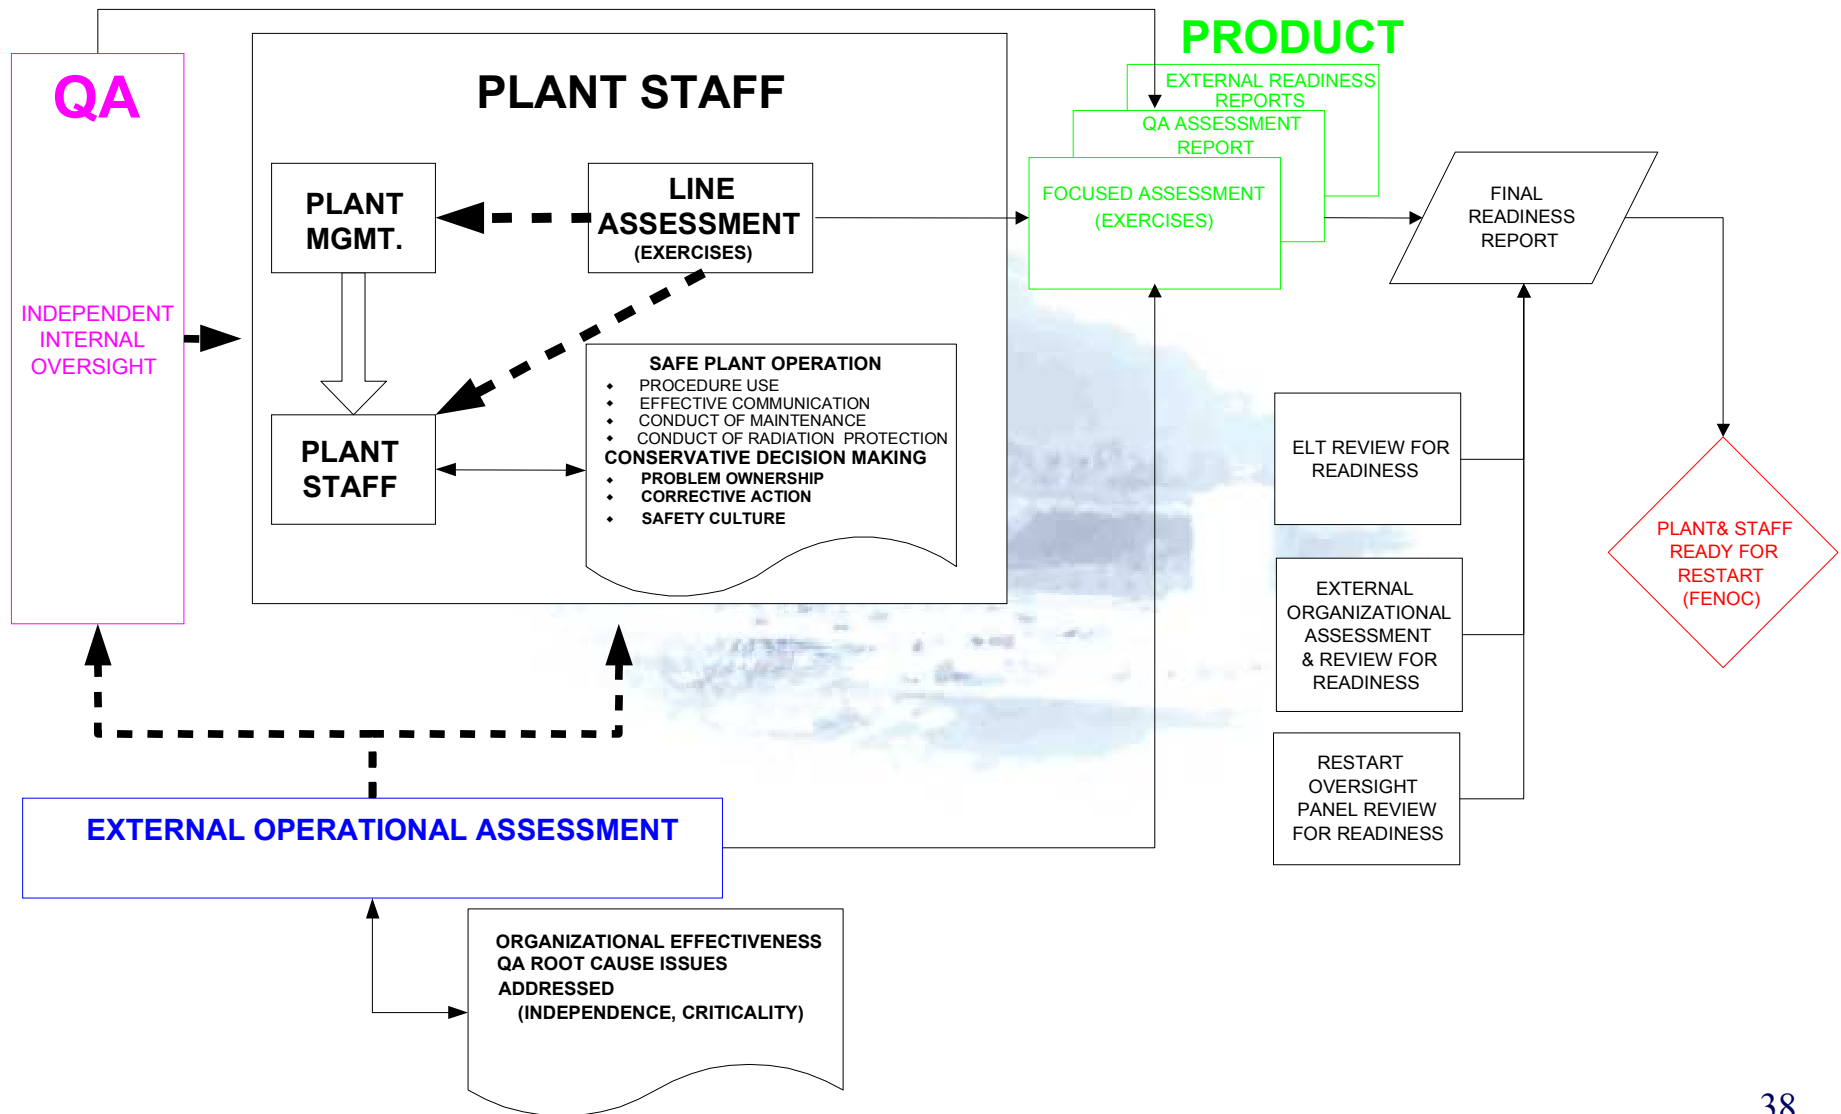 QA
INDEPENDENT
INTERNAL
OVERSIGHT
PLANT STAFF
PLANT
MGMT.
LINE
ASSESSMENT
(EXERCISES)
PLANT
STAFF
SAFE PLANT OPERATION
PROCEDURE USE
EFFECTIVE COMMUNICATION
CONDUCT OF MAINTENANCE
CONDUCT OF RADIATION PROTECTION
CONSERVATIVE DECISION MAKING
PROBLEM OWNERSHIP
CORRECTIVE ACTION
SAFETY CULTURE
PRODUCT
EXTERNAL READINESS
REPORTS
QA ASSESSMENT
REPORT
FOCUSED ASSESSMENT
(EXERCISES)
FINAL
READINESS
REPORT
ELT REVIEW FOR
READINESS
EXTERNAL
ORGANIZATIONAL
ASSESSMENT
& REVIEW FOR
READINESS
RESTART
OVERSIGHT
PANEL REVIEW
FOR READINESS
PLANT& STAFF
READY FOR
RESTART
(FENOC)
EXTERNAL OPERATIONAL ASSESSMENT
ORGANIZATIONAL EFFECTIVENESS
QA ROOT CAUSE ISSUES
ADDRESSED
(INDEPENDENCE, CRITICALITY)
38